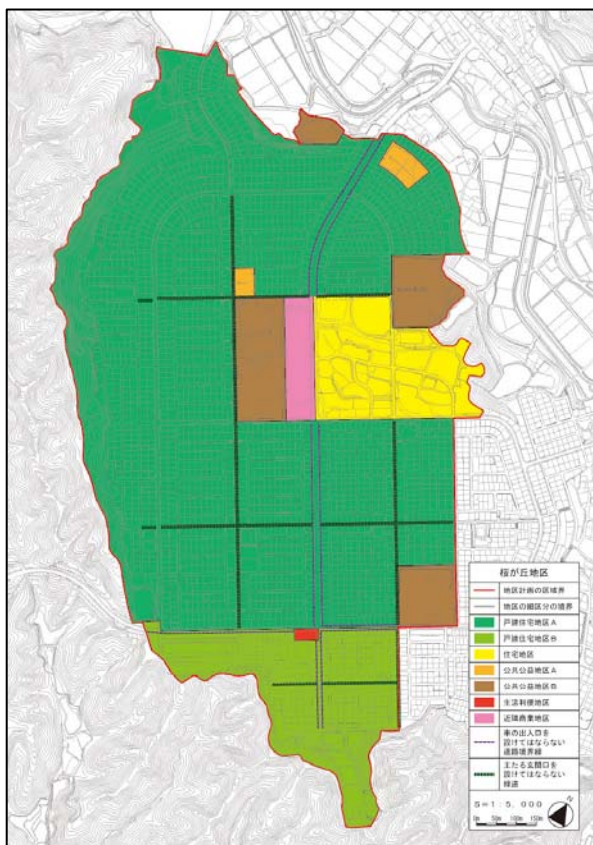 桜が丘地区
地区計画の区域界
地区の細区分の境界
戸建住宅地区A
戸建住宅地区B
住宅地区
公共公益地区A
公共公益地区B
生活利便地区
近隣商業地区
車の出入口を
設けてはならない
道路境界線
主たる玄関口を
設けてはならない
緑道
S=1:5,000
N
0m 50m 100m 150m